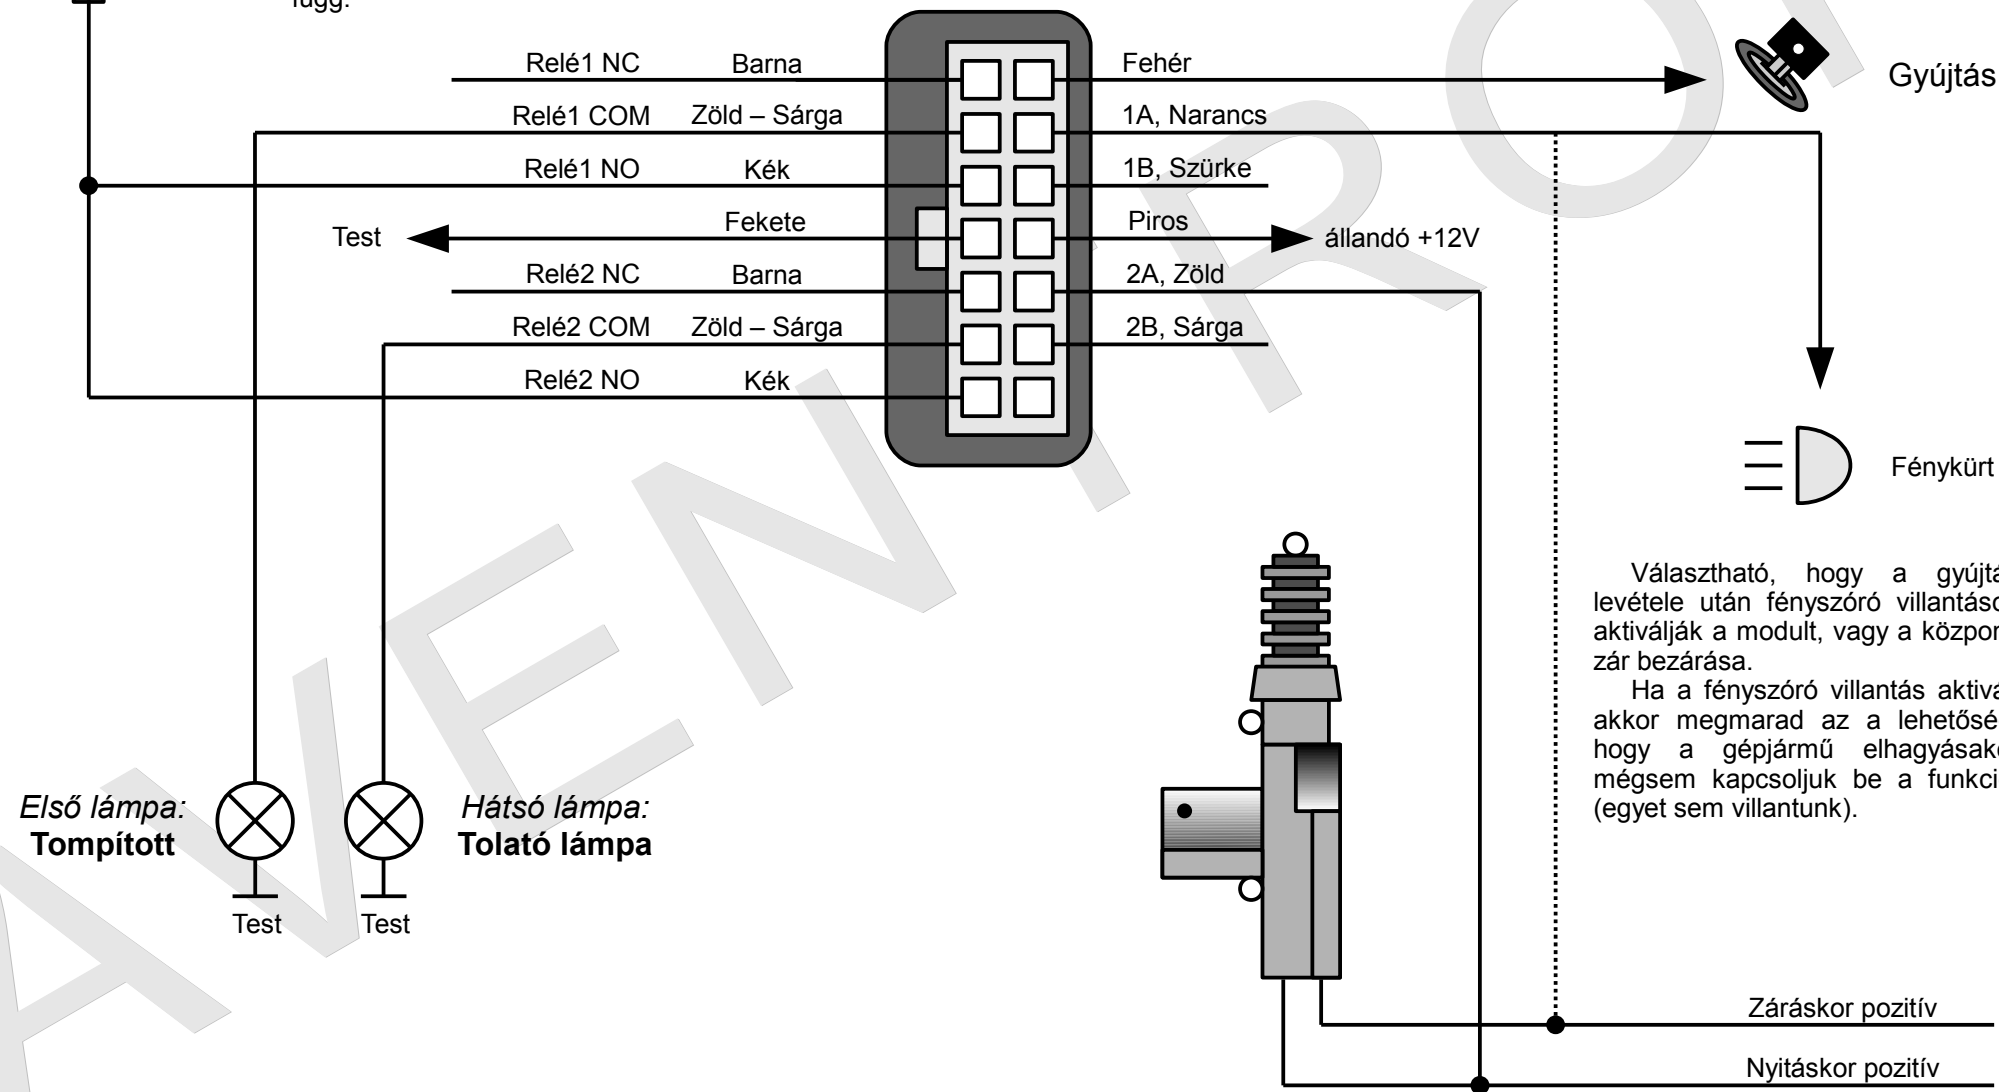 függ.
Relé1 NC Barna Fehér
Gyújtás
Relé1 COM Zöld – Sárga 1A, Narancs
Relé1 NO Kék 1B, Szürke
Test Fekete Piros állandó +12V
Relé2 NC Barna 2A, Zöld
Relé2 COM Zöld – Sárga 2B, Sárga
Relé2 NO Kék
Fénykürt
Választható, hogy a gyújtá
levétele után fényszóró villantáso
aktiválják a modult, vagy a közpon
zár bezárása.
Ha a fényszóró villantás aktivá
akkor megmarad az a lehetősé
hogy a gépjármű elhagyásako
mégsem kapcsoljuk be a funkci
(egyet sem villantunk).
Első lámpa:
Tompított
Hátsó lámpa:
Tolató lámpa
Test Test
Záráskor pozitív
Nyitáskor pozitív